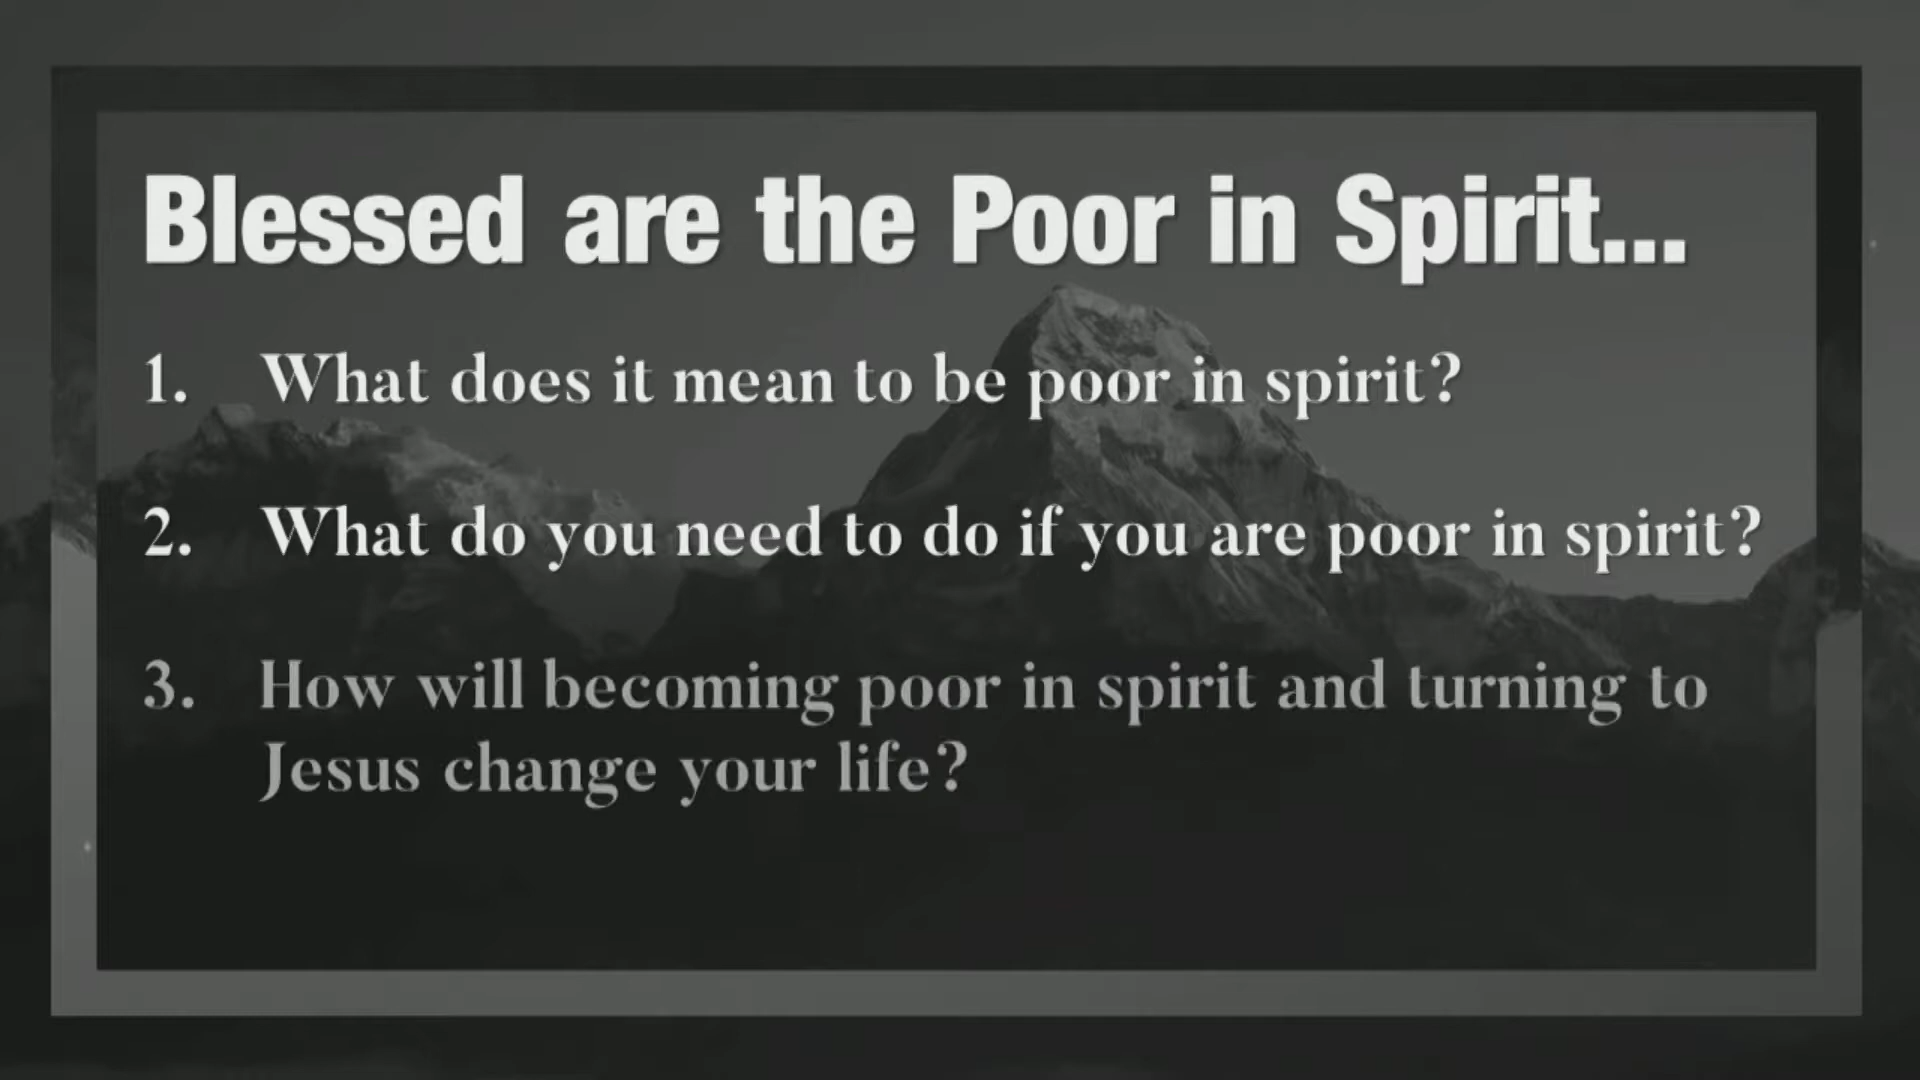 Blessed are the Poor in Spirit...
1. What does it mean to be poor in spirit?
2. What do you need to do if you are poor in spirit?
3. How will becoming poor in spirit and turning to
Jesus change your life?